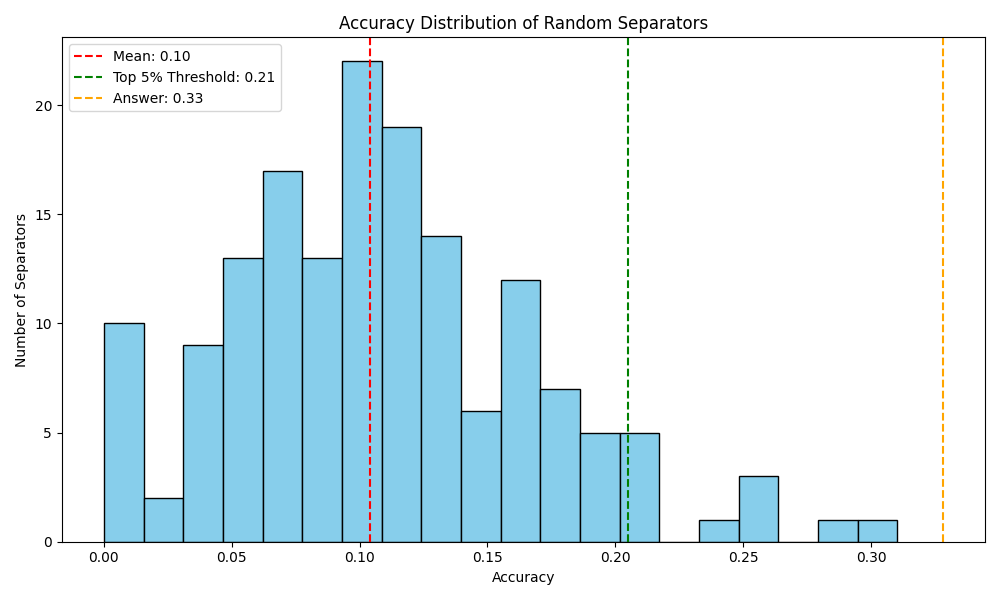 Accuracy Distribution of Random Separators
Mean: 0.10
Top 5% Threshold: 0.21
Answer: 0.33
20
15
10
5
0
Number of Separators
0.00 0.05 0.10 0.15 0.20 0.25 0.30
Accuracy